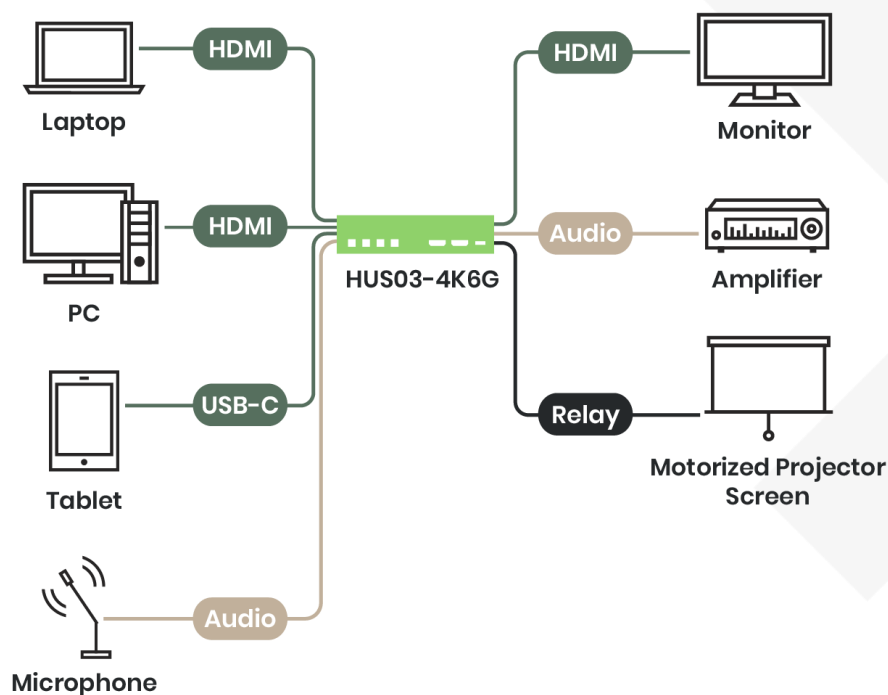 HDMI
HDMI
Laptop
Monitor
HDMI
Audio
HUS03-4K6G
Amplifier
PC
USB-C
Relay
Tablet
Motorized Projector
Screen
Audio
Microphone